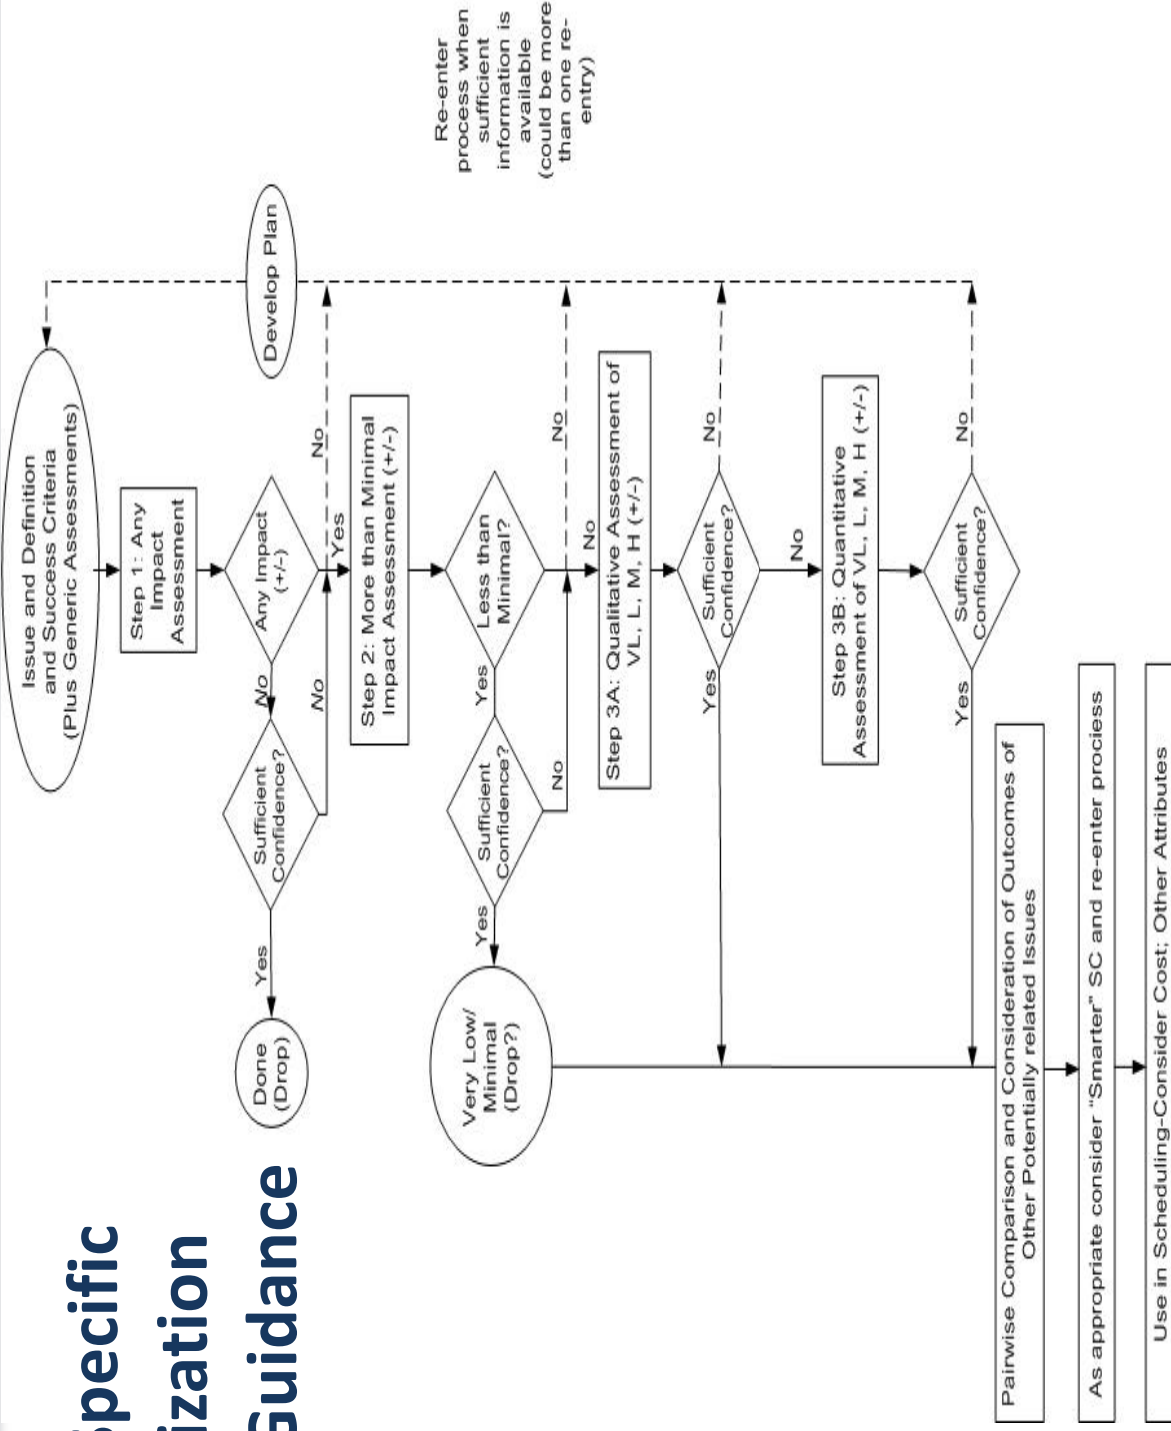 pecific
ization
Guidance
Issue and Definition
and Success Criteria
(Plus Generic Assessments)
Step 1: Any
Impact
Assessment
Any Impact
(+/-)
No
Sufficient
Confidence?
Yes
Done
(Drop)
No
Yes
No
Develop Plan
Re-enter
process when
sufficient
information is
available
(could be more
than one re-
entry)
Step 2: More than Minimal
Impact Assessment (+/-)
Less than
Minimal?
Yes
Sufficient
Confidence?
Yes
Very Low/
Minimal
(Drop?)
No
No
No
Step 3A: Qualitative Assessment of
VL, L, M, H (+/-)
Sufficient
Confidence?
Yes
No
No
Step 3B: Quantitative
Assessment of VL, L, M, H (+/-)
Sufficient
Confidence?
Yes
No
Pairwise Comparison and Consideration of Outcomes of
Other Potentially related Issues
As appropriate consider "Smarter" SC and re-enter prociess
Use in Scheduling-Consider Cost; Other Attributes